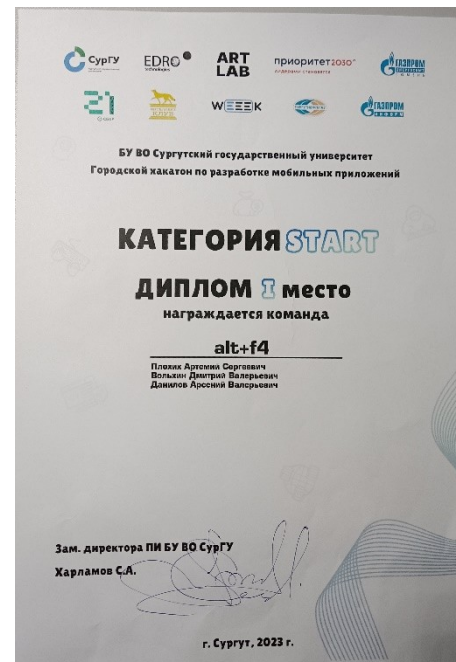 СурГУ
EDRO
technologies
ART
LAB
приоритет2030
ГАЗПРОМ
21
WEEEK
ГАЗПРОМ
БУ ВО Сургутский государственный университет
Городской хакатон по разработке мобильных приложений
КАТЕГОРИЯ START
ДИПЛОМ I место
награждается команда
alt+f4
Плохих Артемий Сергеевич
Волыхин Дмитрий Валерьевич
Данилов Арсений Валерьевич
Зам. директора ПИ БУ ВО СурГУ
Харламов С.А.
г. Сургут, 2023 г.